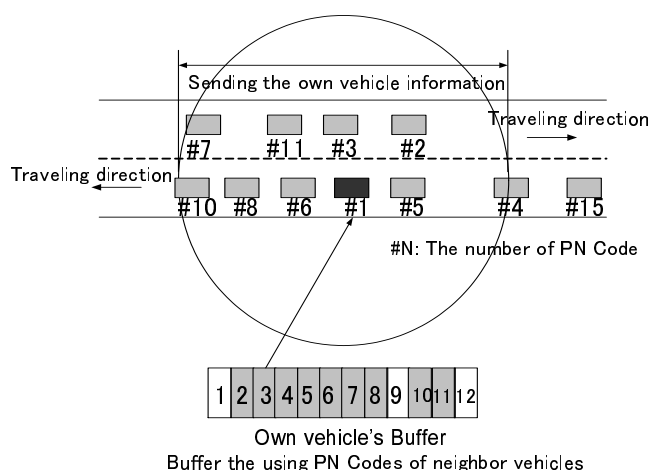 Sending the own vehicle information
Traveling direction
#7 #11 #3 #2
Traveling direction
#10 #8 #6 #1 #5 #4 #15
#N: The number of PN Code
1 2 3 4 5 6 7 8 9 10 11 12
Own vehicle's Buffer
Buffer the using PN Codes of neighbor vehicles